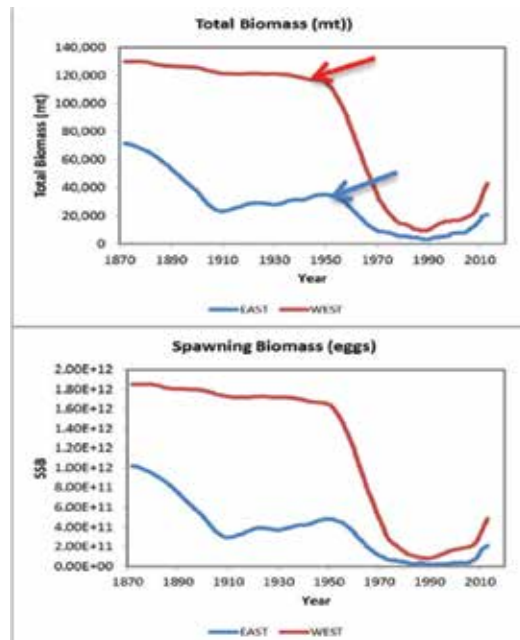 Total Biomass (mt))
140,000
120,000
100,000
80,000
60,000
40,000
20,000
0
Total Biomass (mt)
1870 1890 1910 1930 1950 1970 1990 2010
Year
EAST WEST
Spawning Biomass (eggs)
2.00E+12
1.80E+12
1.60E+12
1.40E+12
1.20E+12
1.00E+12
8.00E+11
6.00E+11
4.00E+11
2.00E+11
0.00E+00
SSB
1870 1890 1910 1930 1950 1970 1990 2010
Year
EAST WEST